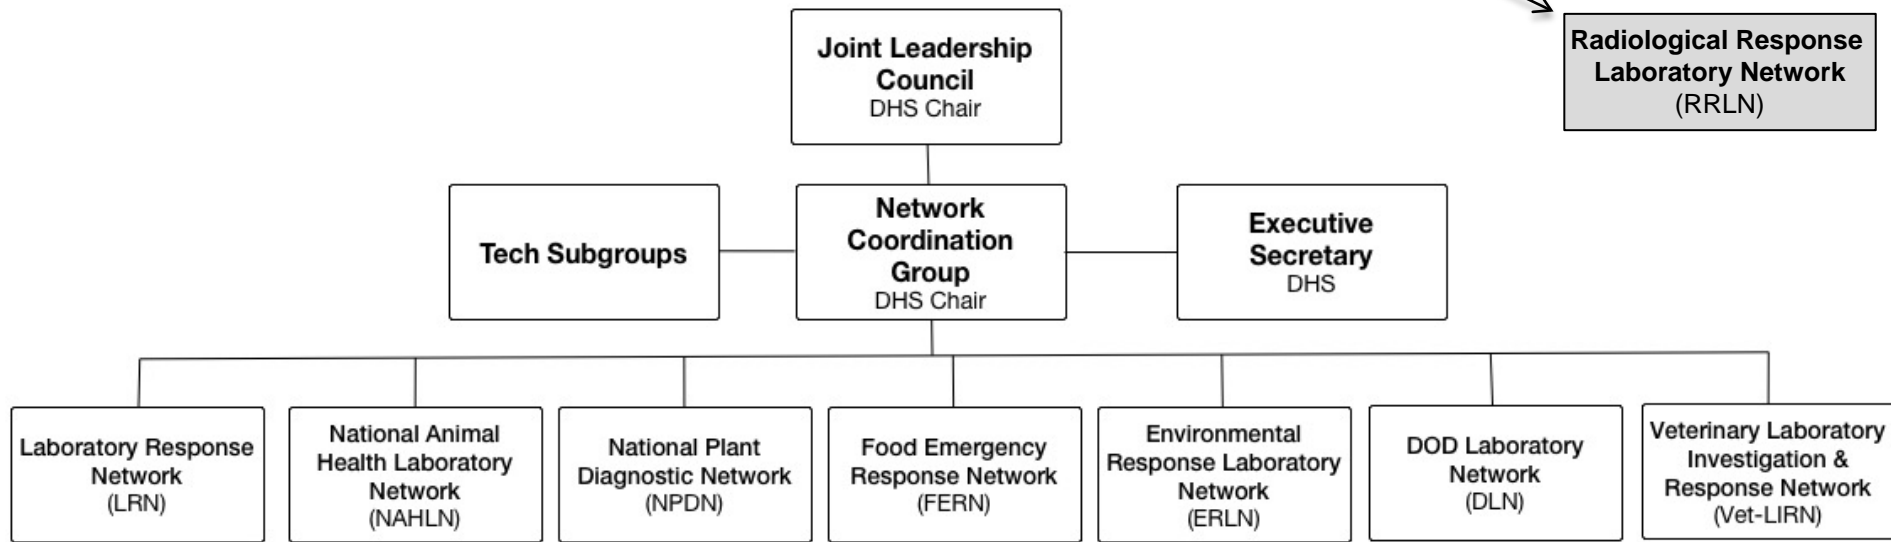 Joint Leadership
Council
DHS Chair
Radiological Response
Laboratory Network
(RRLN)
Tech Subgroups
Network
Coordination
Group
DHS Chair
Executive
Secretary
DHS
Laboratory Response
Network
(LRN)
National Animal
Health Laboratory
Network
(NAHLN)
National Plant
Diagnostic Network
(NPDN)
Food Emergency
Response Network
(FERN)
Environmental
Response Laboratory
Network
(ERLN)
DOD Laboratory
Network
(DLN)
Veterinary Laboratory
Investigation &
Response Network
(Vet-LIRN)